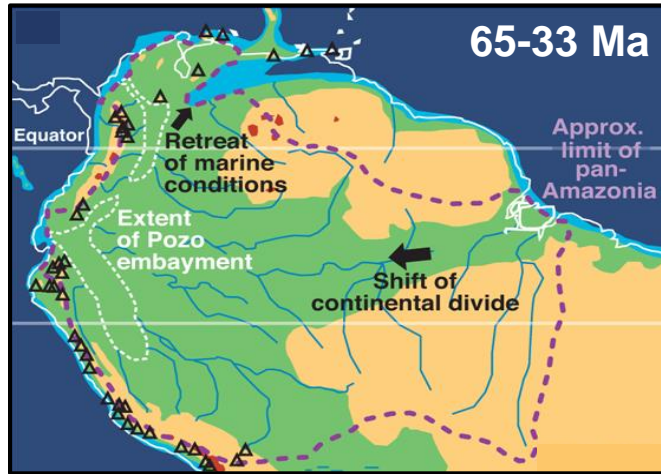 65-33 Ma
Equator
Retreat
of marine
conditions
Approx.
limit of
pan-
Amazonia
Extent
of Pozo
embayment
Shift of
continental divide